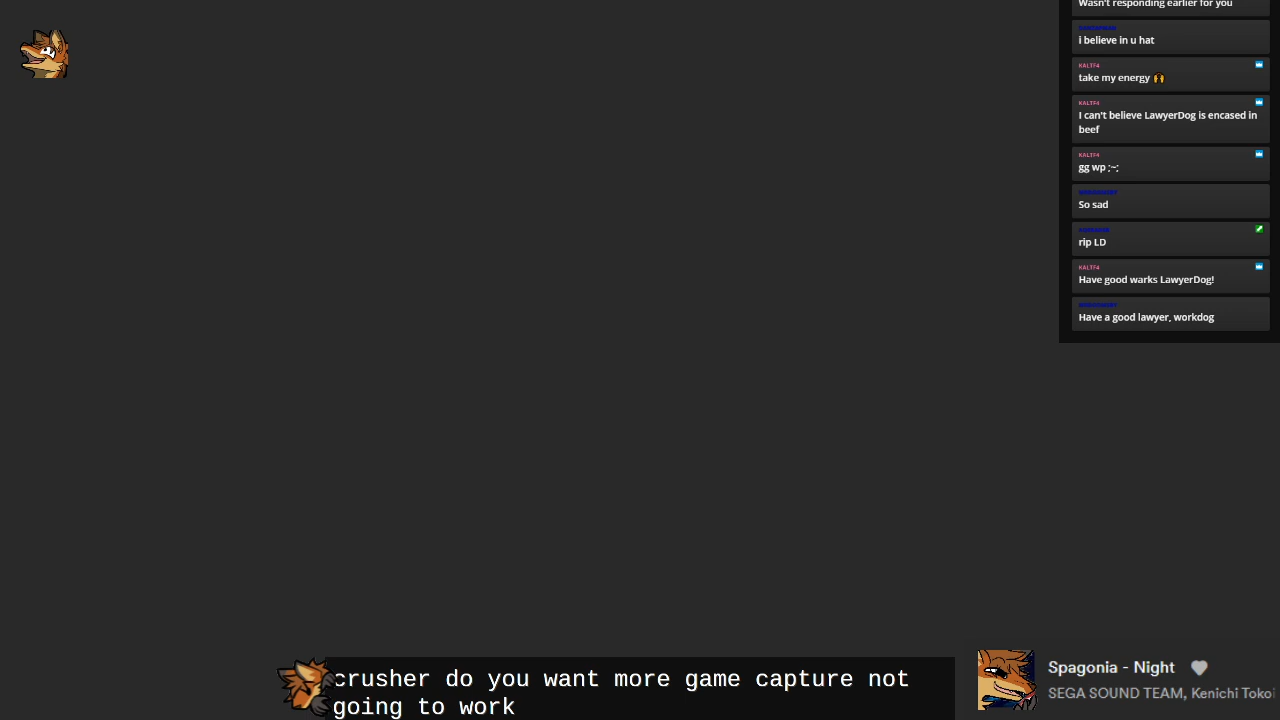 Wasn't responding earlier for you
i believe in u hat
KALTF4
take my energy
KALTF4
I can't believe LawyerDog is encased in
beef
KALTF4
gg wp ;~;
So sad
rip LD
KALTF4
Have good warks LawyerDog!
Have a good lawyer, workdog
crusher do you want more game capture not
going to work
Spagonia - Night
SEGA SOUND TEAM, Kenichi Tokoi